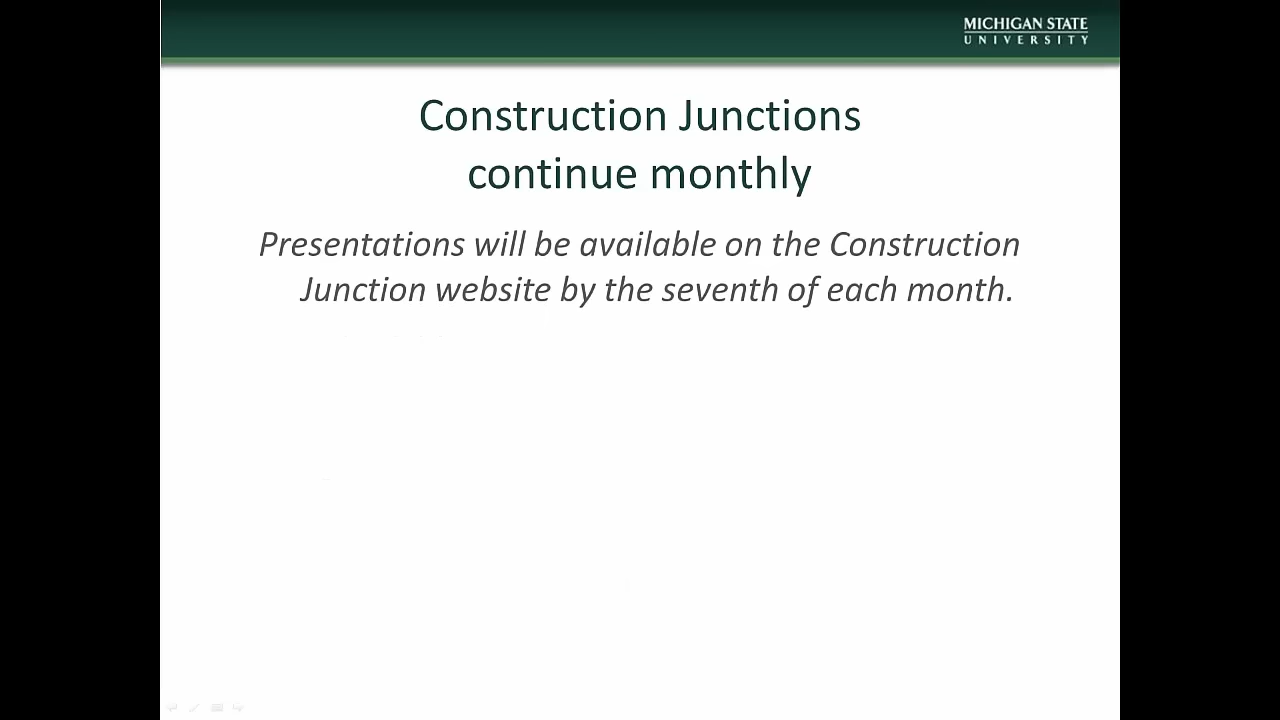 MICHIGAN STATE
UNIVERSITY
Construction Junctions
continue monthly
Presentations will be available on the Construction
Junction website by the seventh of each month.